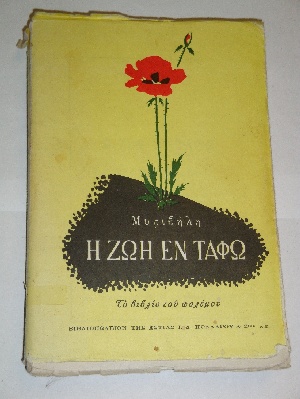 Μυριβήλη
Η ΖΩΗ ΕΝ ΤΑΦΩ
Τὸ βιβλίο τοῦ πολέμου
ΒΙΒΛΙΟΠΩΛΕΙΟΝ ΤΗΣ ΕΣΤΙΑΣ